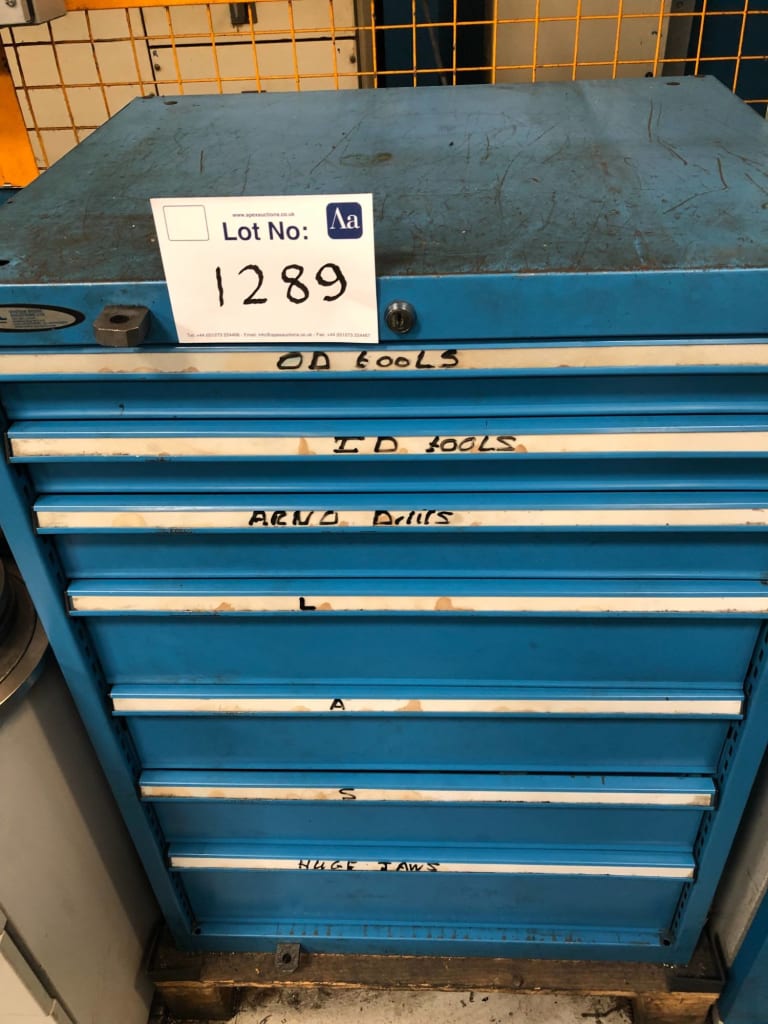 www.apexauctions.co.uk
Aa
Lot No:
1289
OD tooLS
ID tOOLS
ARNO Drills
L
A
S
HUGE JAWS